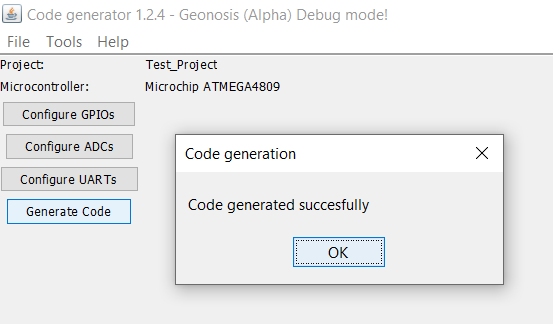 Code generator 1.2.4 - Geonosis (Alpha) Debug mode!
File Tools Help
Project: Test_Project
Microcontroller: Microchip ATMEGA4809
Configure GPIOs
Configure ADCs
Configure UARTs
Generate Code
Code generation
Code generated succesfully
OK